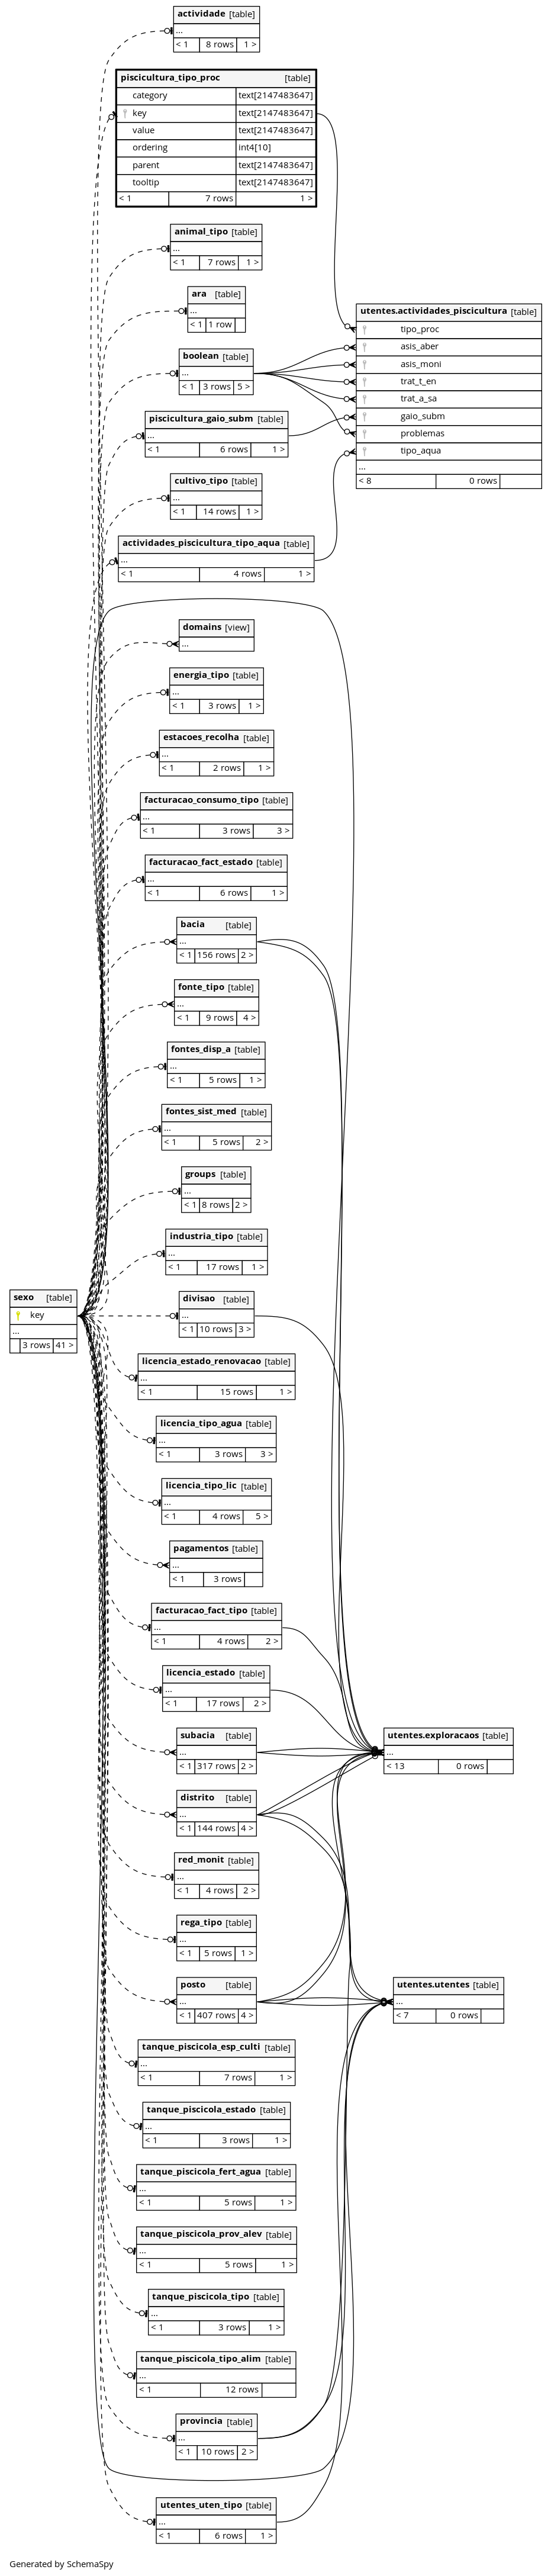 actividade [table]
...
< 1 8 rows 1 >
piscicultura_tipo_proc [table]
category text[2147483647]
key text[2147483647]
value text[2147483647]
ordering int4[10]
parent text[2147483647]
tooltip text[2147483647]
< 1 7 rows 1 >
animal_tipo [table]
...
< 1 7 rows 1 >
ara [table]
...
< 1 1 row
utentes.actividades_piscicultura [table]
tipo_proc
asis_aber
asis_moni
trat_t_en
trat_a_sa
gaio_subm
problemas
tipo_aqua
...
< 8 0 rows
boolean [table]
...
< 1 3 rows 5 >
piscicultura_gaio_subm [table]
...
< 1 6 rows 1 >
cultivo_tipo [table]
...
< 1 14 rows 1 >
actividades_piscicultura_tipo_aqua [table]
...
< 1 4 rows 1 >
domains [view]
...
energia_tipo [table]
...
< 1 3 rows 1 >
estacoes_recolha [table]
...
< 1 2 rows 1 >
facturacao_consumo_tipo [table]
...
< 1 3 rows 3 >
facturacao_fact_estado [table]
...
< 1 6 rows 1 >
bacia [table]
...
< 1 156 rows 2 >
fonte_tipo [table]
...
< 1 9 rows 4 >
fontes_disp_a [table]
...
< 1 5 rows 1 >
fontes_sist_med [table]
...
< 1 5 rows 2 >
groups [table]
...
< 1 8 rows 2 >
industria_tipo [table]
...
< 1 17 rows 1 >
sexo [table]
key
...
3 rows 41 >
divisao [table]
...
< 1 10 rows 3 >
licencia_estado_renovacao [table]
...
< 1 15 rows 1 >
licencia_tipo_agua [table]
...
< 1 3 rows 3 >
licencia_tipo_lic [table]
...
< 1 4 rows 5 >
pagamentos [table]
...
< 1 3 rows
facturacao_fact_tipo [table]
...
< 1 4 rows 2 >
licencia_estado [table]
...
< 1 17 rows 2 >
subacia [table]
...
< 1 317 rows 2 >
utentes.exploracaos [table]
...
< 13 0 rows
distrito [table]
...
< 1 144 rows 4 >
red_monit [table]
...
< 1 4 rows 2 >
rega_tipo [table]
...
< 1 5 rows 1 >
posto [table]
...
< 1 407 rows 4 >
utentes.utentes [table]
...
< 7 0 rows
tanque_piscicola_esp_culti [table]
...
< 1 7 rows 1 >
tanque_piscicola_estado [table]
...
< 1 3 rows 1 >
tanque_piscicola_fert_agua [table]
...
< 1 5 rows 1 >
tanque_piscicola_prov_alev [table]
...
< 1 5 rows 1 >
tanque_piscicola_tipo [table]
...
< 1 3 rows 1 >
tanque_piscicola_tipo_alim [table]
...
< 1 12 rows
provincia [table]
...
< 1 10 rows 2 >
utentes_uten_tipo [table]
...
< 1 6 rows 1 >
Generated by SchemaSpy